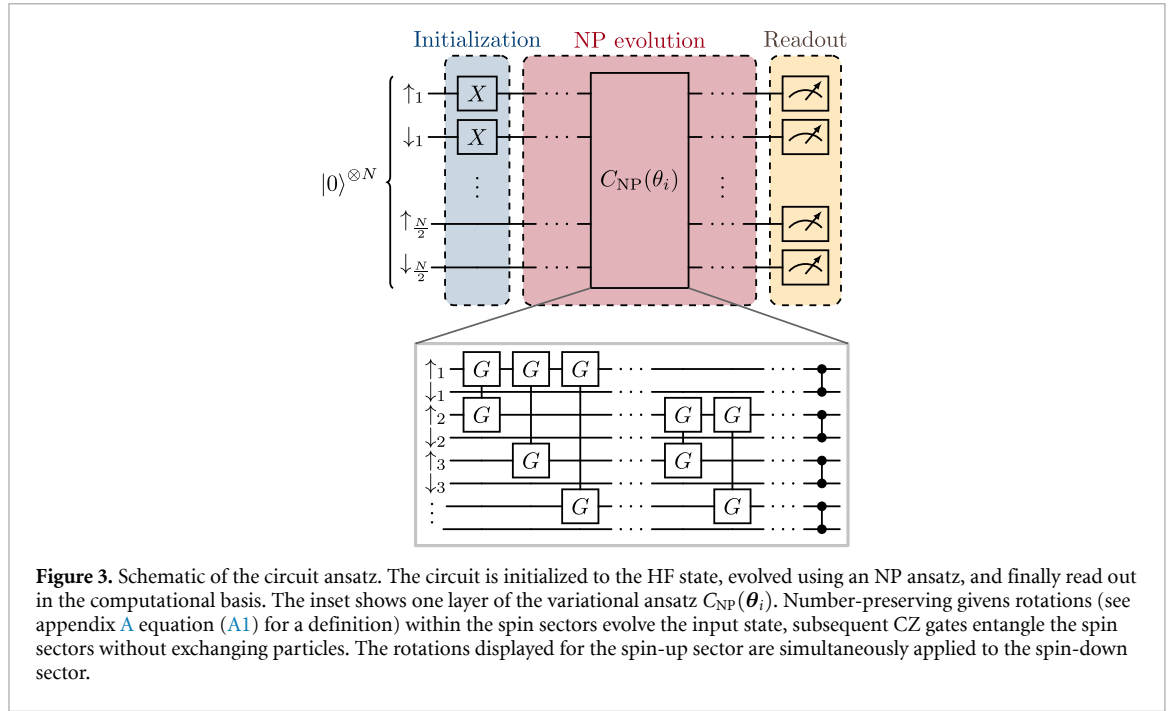 Initialization NP evolution Readout
↑1 X ··· ···
↓1 X ··· ···
|0⟩⊗N ⋮ C_NP(θ_i) ⋮
↑N/2 ··· ···
↓N/2 ··· ···
↑1 G G G ··· ···
↓1 ··· ···
↑2 G ··· G G ···
↓2 ··· ···
↑3 G ··· G ···
↓3 ··· ···
⋮ G ··· G ···
··· ···
Figure 3. Schematic of the circuit ansatz. The circuit is initialized to the HF state, evolved using an NP ansatz, and finally read out
in the computational basis. The inset shows one layer of the variational ansatz C_NP(θ_i). Number-preserving givens rotations (see
appendix A equation (A1) for a definition) within the spin sectors evolve the input state, subsequent CZ gates entangle the spin
sectors without exchanging particles. The rotations displayed for the spin-up sector are simultaneously applied to the spin-down
sector.